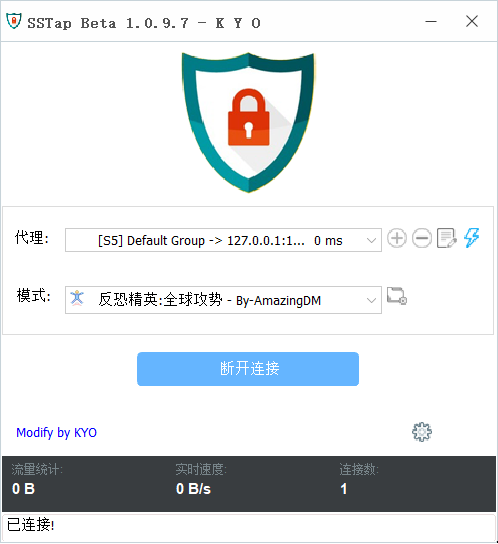 SSTap Beta 1.0.9.7 - K Y O
代理:
[S5] Default Group -> 127.0.0.1:1... 0 ms
模式:
反恐精英:全球攻势 - By-AmazingDM
断开连接
Modify by KYO
流量统计: 实时速度: 连接数:
0 B 0 B/s 1
已连接!